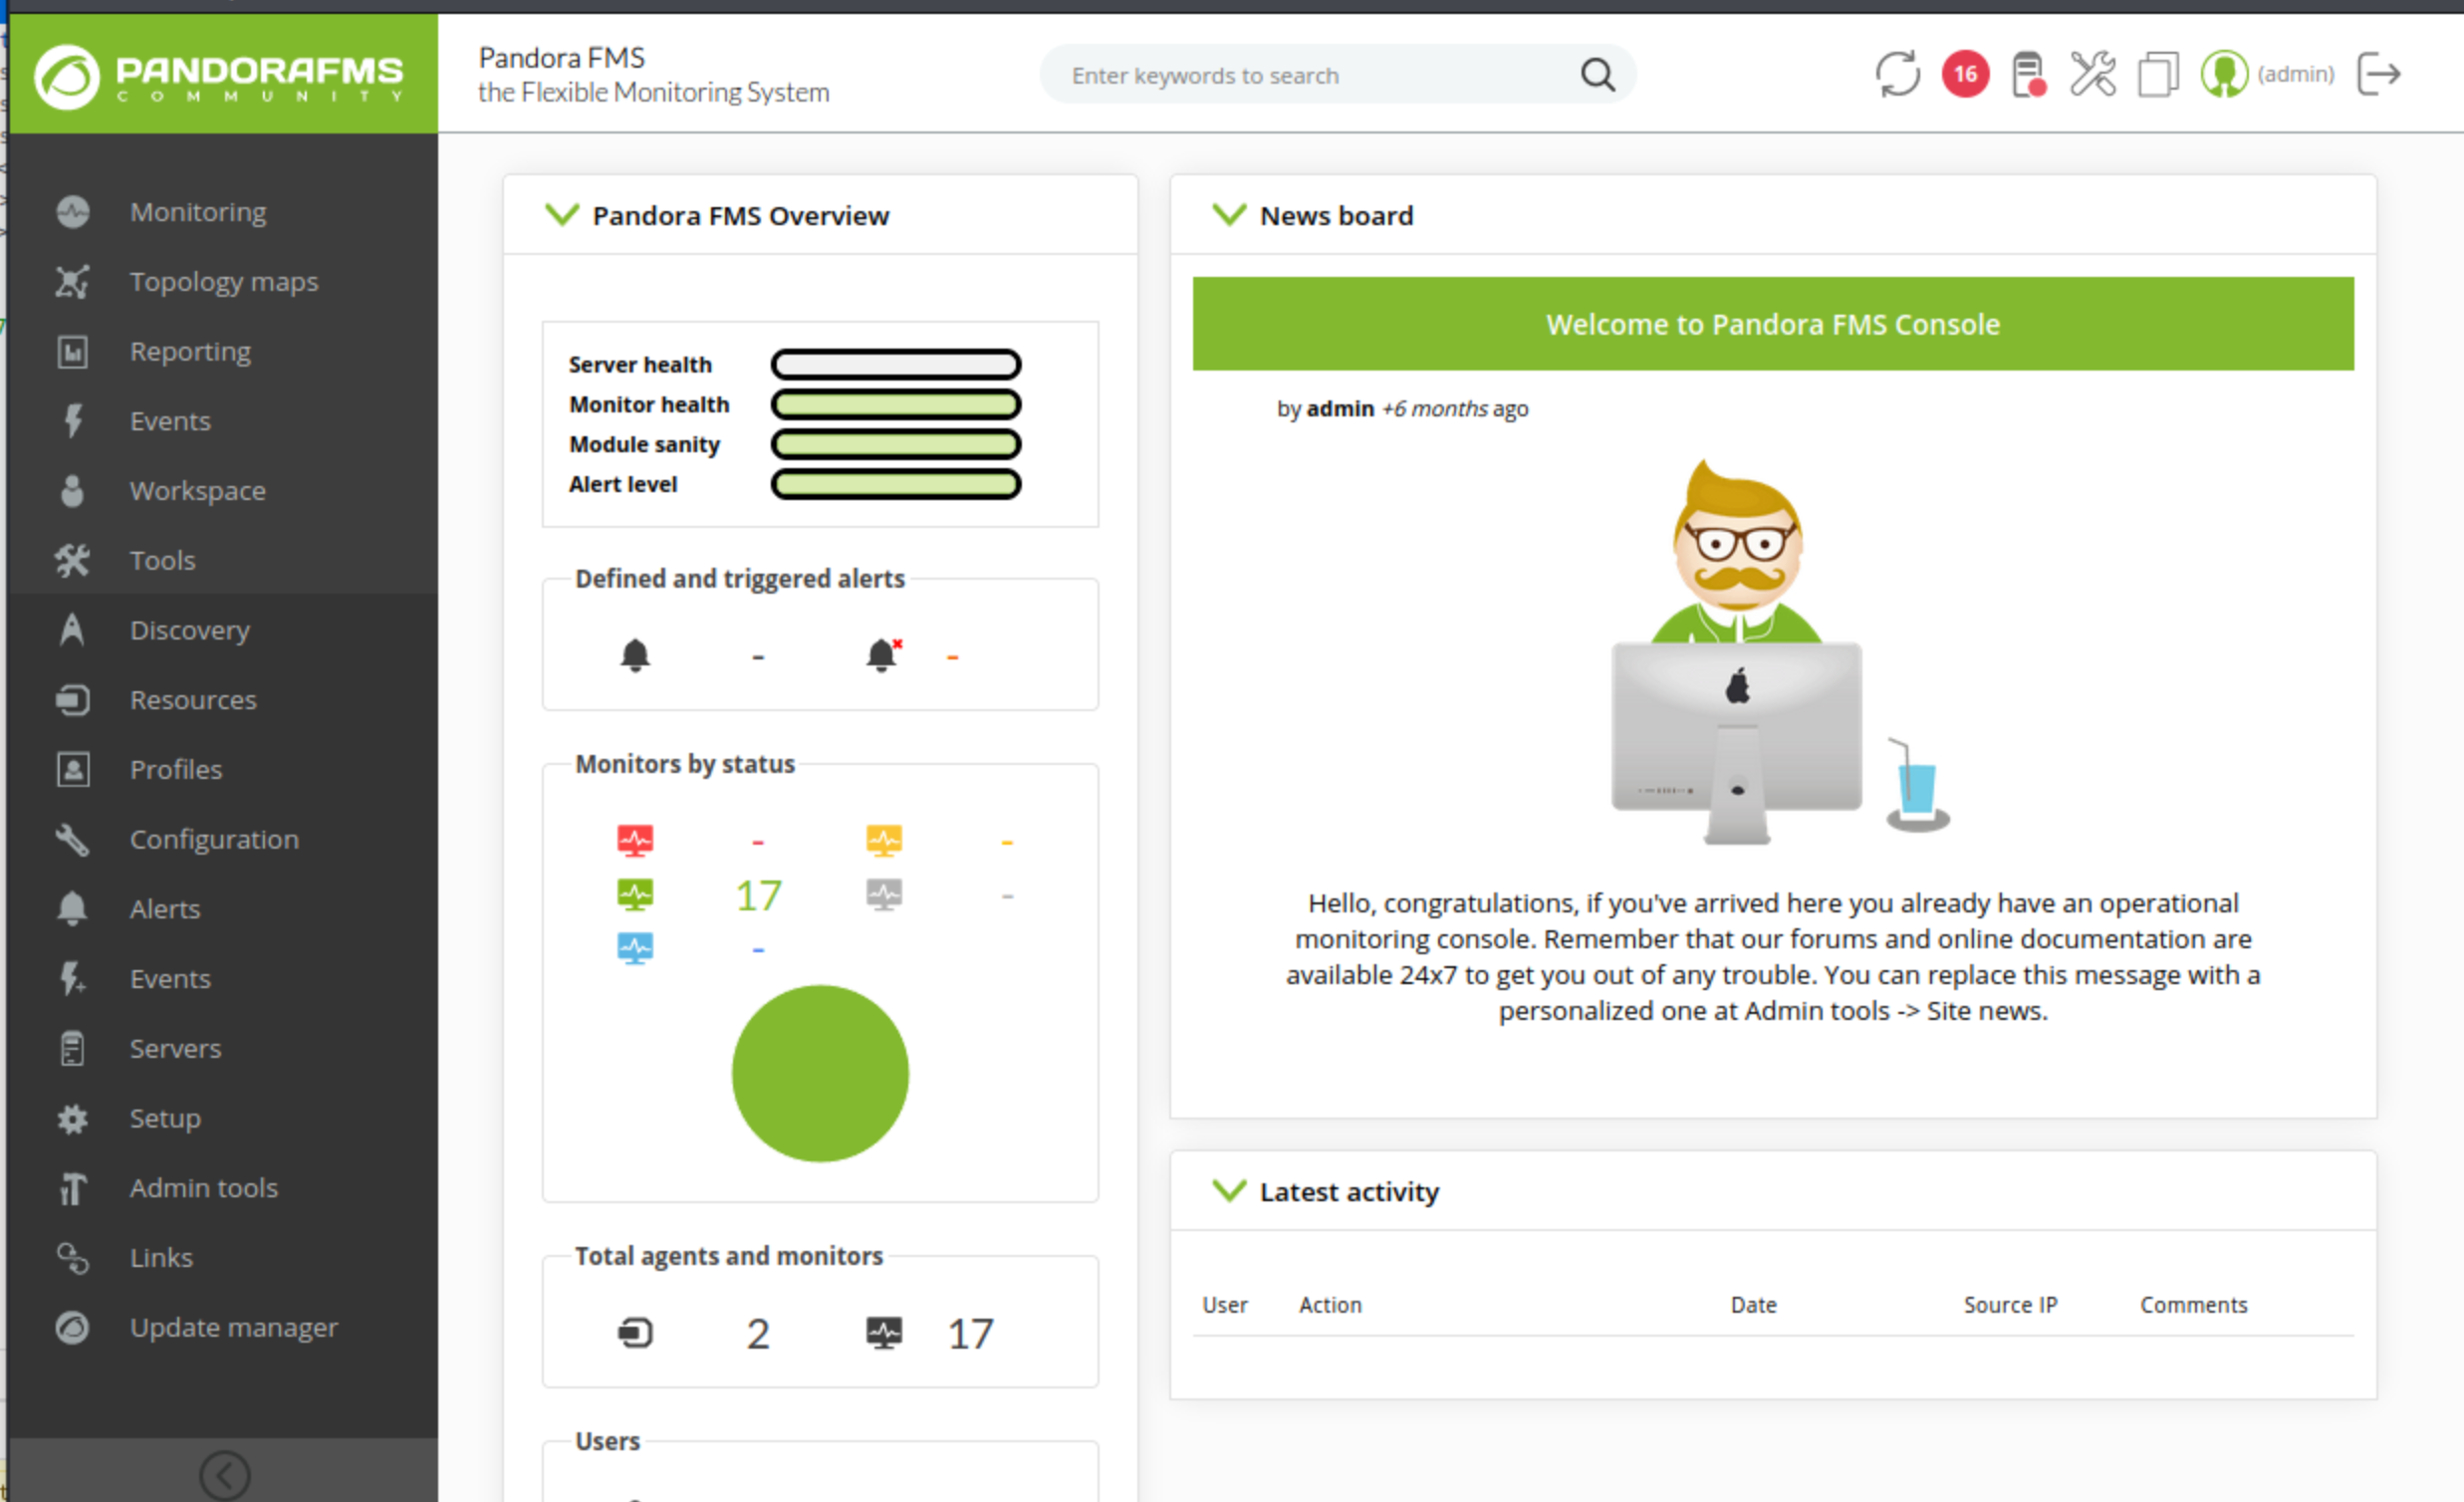 PANDORAFMS
COMMUNITY
Pandora FMS
the Flexible Monitoring System
Enter keywords to search
16
(admin)
Monitoring
Topology maps
Reporting
Events
Workspace
Tools
Discovery
Resources
Profiles
Configuration
Alerts
Events
Servers
Setup
Admin tools
Links
Update manager
Pandora FMS Overview
Server health
Monitor health
Module sanity
Alert level
Defined and triggered alerts
- -
Monitors by status
- -
17 -
-
Total agents and monitors
2 17
Users
News board
Welcome to Pandora FMS Console
by admin +6 months ago
Hello, congratulations, if you've arrived here you already have an operational
monitoring console. Remember that our forums and online documentation are
available 24x7 to get you out of any trouble. You can replace this message with a
personalized one at Admin tools -> Site news.
Latest activity
User Action Date Source IP Comments